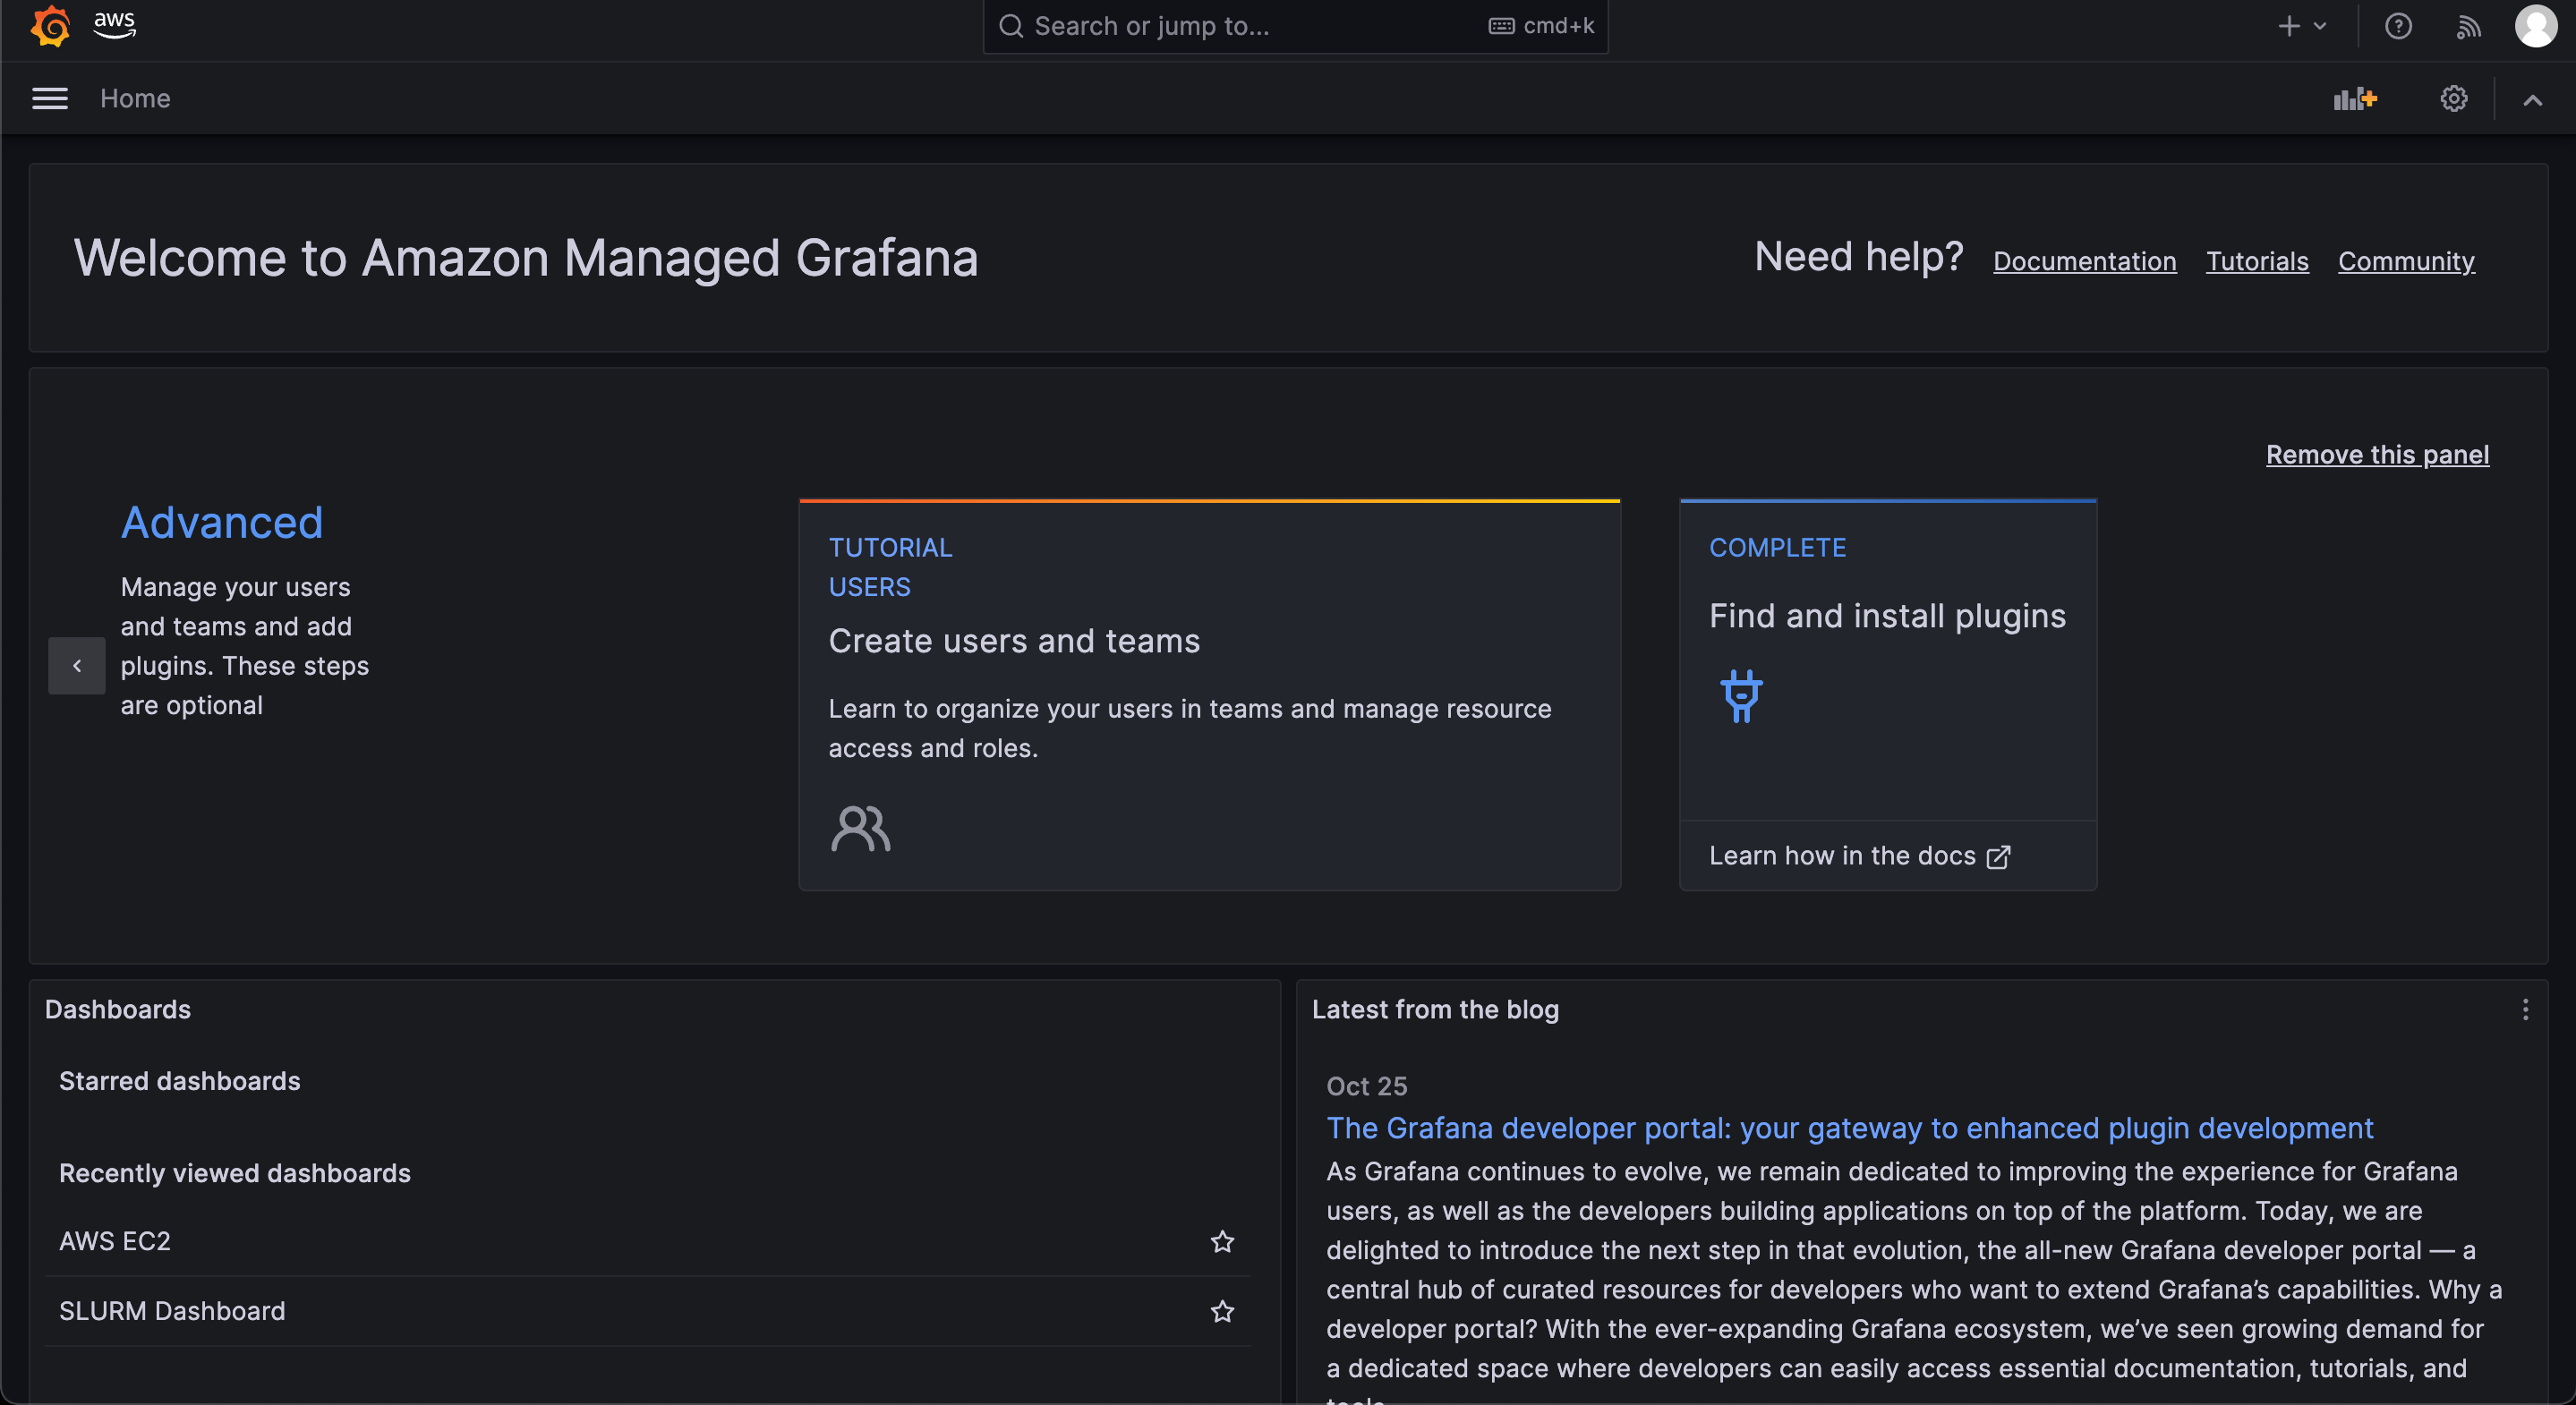 aws
Search or jump to...
cmd+k
Home
Welcome to Amazon Managed Grafana
Need help?
Documentation
Tutorials
Community
Remove this panel
Advanced
Manage your users
and teams and add
plugins. These steps
are optional
TUTORIAL
USERS
Create users and teams
Learn to organize your users in teams and manage resource
access and roles.
COMPLETE
Find and install plugins
Learn how in the docs
Dashboards
Starred dashboards
Recently viewed dashboards
AWS EC2
SLURM Dashboard
Latest from the blog
Oct 25
The Grafana developer portal: your gateway to enhanced plugin development
As Grafana continues to evolve, we remain dedicated to improving the experience for Grafana
users, as well as the developers building applications on top of the platform. Today, we are
delighted to introduce the next step in that evolution, the all-new Grafana developer portal — a
central hub of curated resources for developers who want to extend Grafana’s capabilities. Why a
developer portal? With the ever-expanding Grafana ecosystem, we’ve seen growing demand for
a dedicated space where developers can easily access essential documentation, tutorials, and